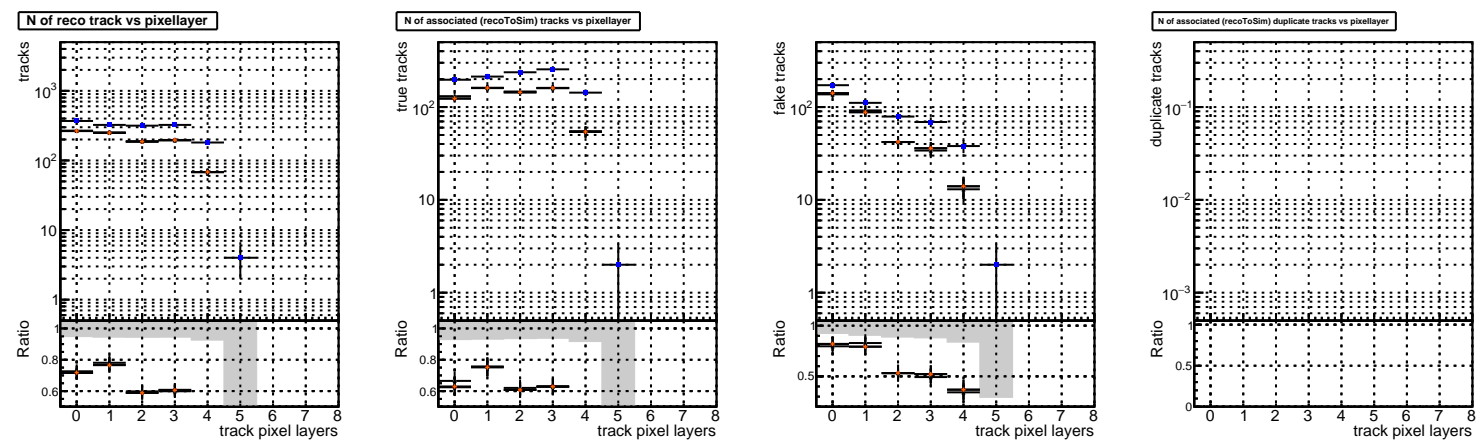 N of reco track vs pixellayer
tracks
10³
10²
10
1
Ratio
1
0.8
0.6
0 1 2 3 4 5 6 7 8
track pixel layers
N of associated (recoToSim) tracks vs pixellayer
true tracks
10²
10
1
Ratio
1
0.8
0.6
0 1 2 3 4 5 6 7 8
track pixel layers
fake tracks
10²
10
1
Ratio
1
0.5
0 1 2 3 4 5 6 7 8
track pixel layers
N of associated (recoToSim) duplicate tracks vs pixellayer
duplicate tracks
10⁻¹
10⁻²
10⁻³
Ratio
1
0.5
0
0 1 2 3 4 5 6 7 8
track pixel layers